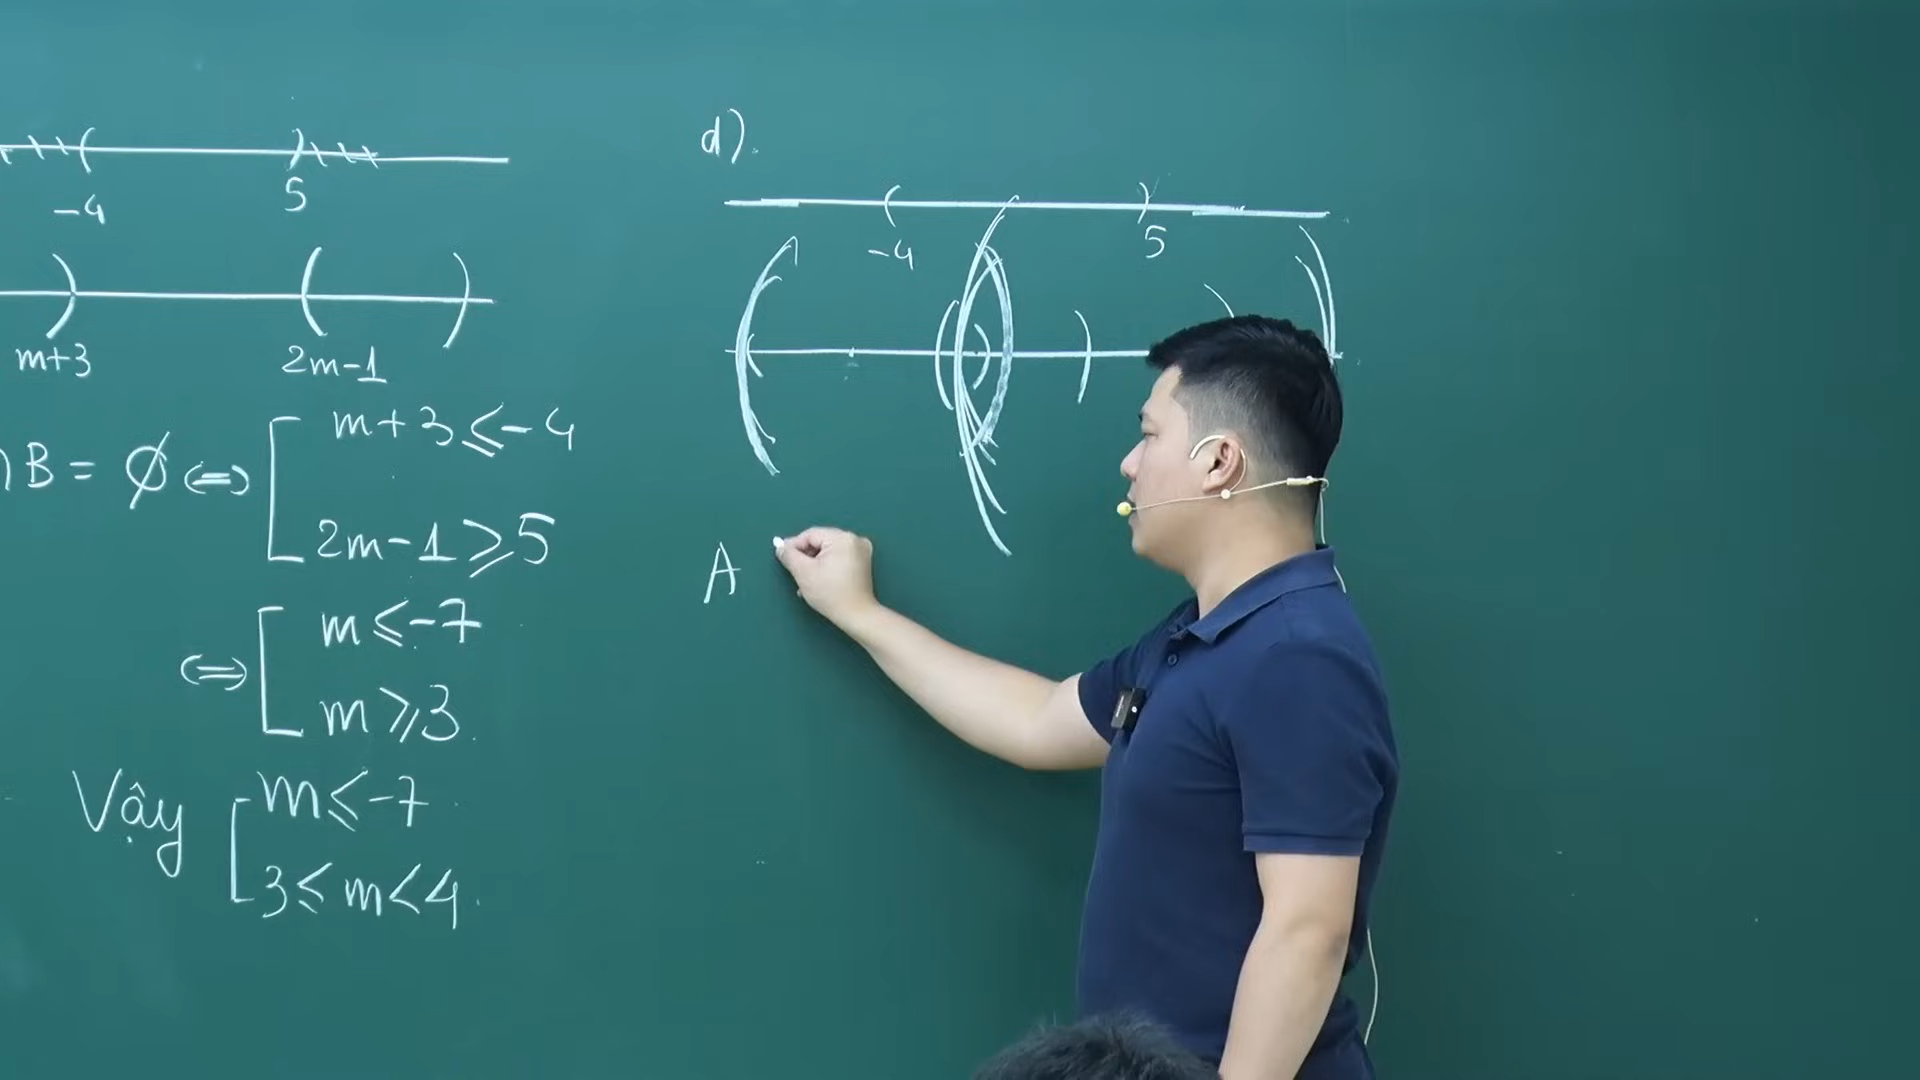 -4 5
m+3 2m-1
∩B = ∅ ⇔ [ m+3 ≤ -4
2m-1 ≥ 5
⇔ [ m ≤ -7
m ≥ 3.
Vậy [ m ≤ -7
3 ≤ m < 4.
d).
-4 5
A